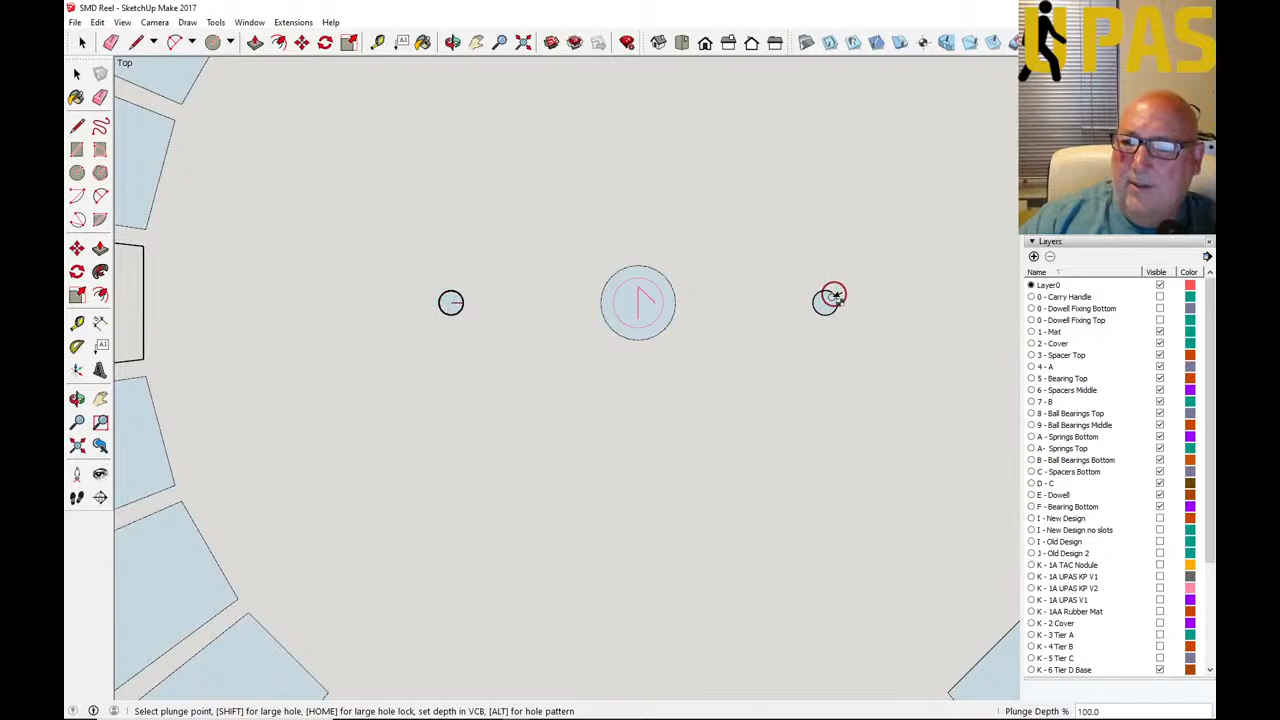 SMD Reel - SketchUp Make 2017
File Edit View Camera Draw Tools Window Extensions Help
Top
UPAS
Layers
Name Visible Color
Layer0
0 - Carry Handle
0 - Dowell Fixing Bottom
0 - Dowell Fixing Top
1 - Mat
2 - Cover
3 - Spacer Top
4 - A
5 - Bearing Top
6 - Spacers Middle
7 - B
8 - Ball Bearings Top
9 - Ball Bearings Middle
A - Springs Bottom
A- Springs Top
B - Ball Bearings Bottom
C - Spacers Bottom
D - C
E - Dowell
F - Bearing Bottom
I - New Design
I - New Design no slots
I - Old Design
J - Old Design 2
K - 1A TAC Nodule
K - 1A UPAS KP V1
K - 1A UPAS KP V2
K - 1A UPAS V1
K - 1AA Rubber Mat
K - 2 Cover
K - 3 Tier A
K - 4 Tier B
K - 5 Tier C
K - 6 Tier D Base
Select plunge point, [SHIFT] for large hole, [HOME] for large hole lock, set depth in VCB, [ALT] for hole pattern
Plunge Depth % 100.0